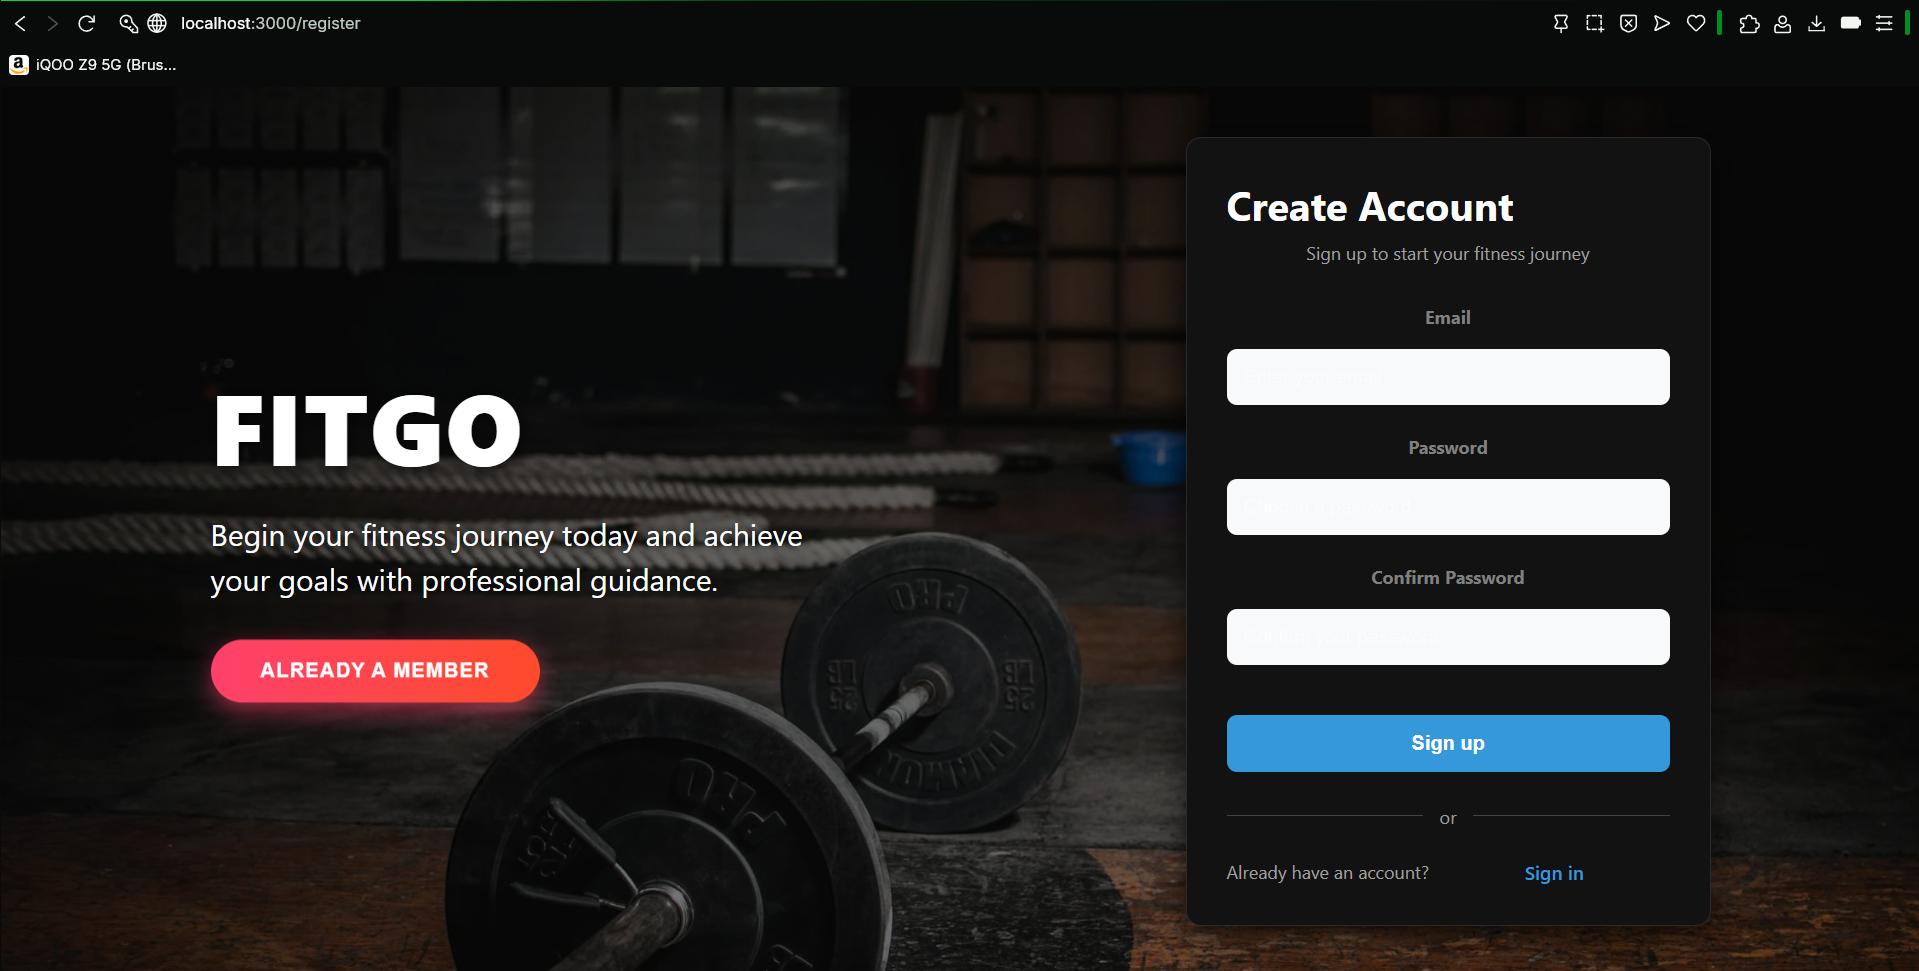 localhost:3000/register
iQOO Z9 5G (Brus...
Create Account
Sign up to start your fitness journey
Email
Enter your email
Password
Choose a password
Confirm Password
Confirm your password
FITGO
Begin your fitness journey today and achieve
your goals with professional guidance.
ALREADY A MEMBER
Sign up
or
Already have an account? Sign in